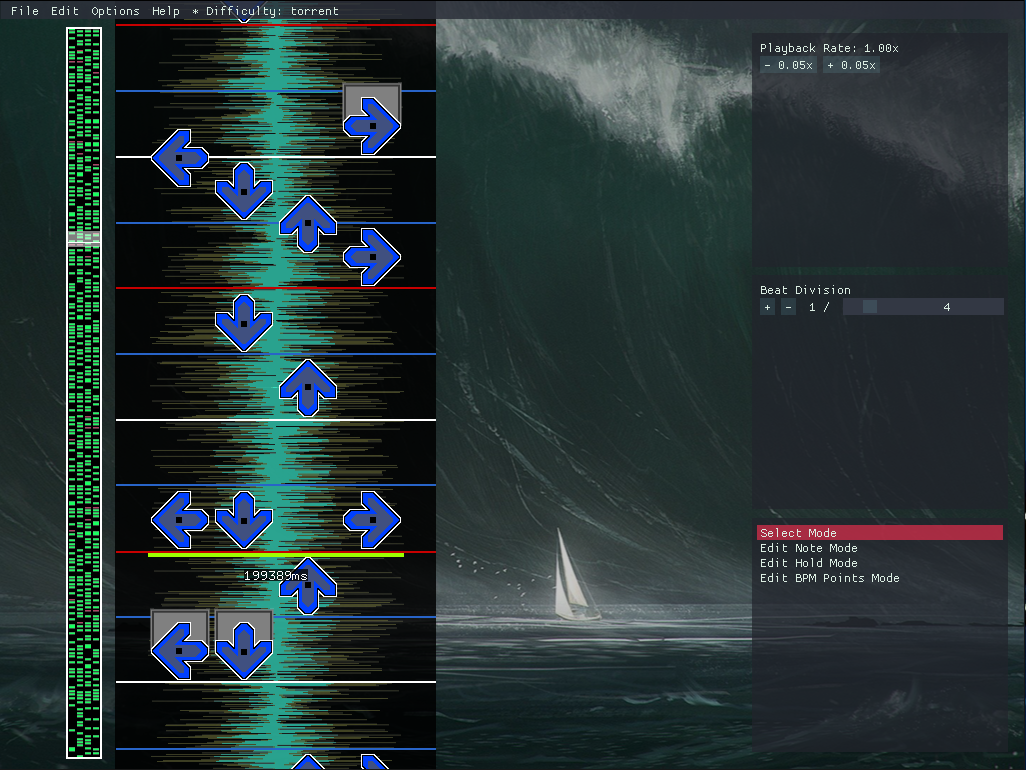 File Edit Options Help * Difficulty: torrent
Playback Rate: 1.00x
- 0.05x + 0.05x
Beat Division
+ - 1 / 4
Select Mode
Edit Note Mode
Edit Hold Mode
Edit BPM Points Mode
199389ms